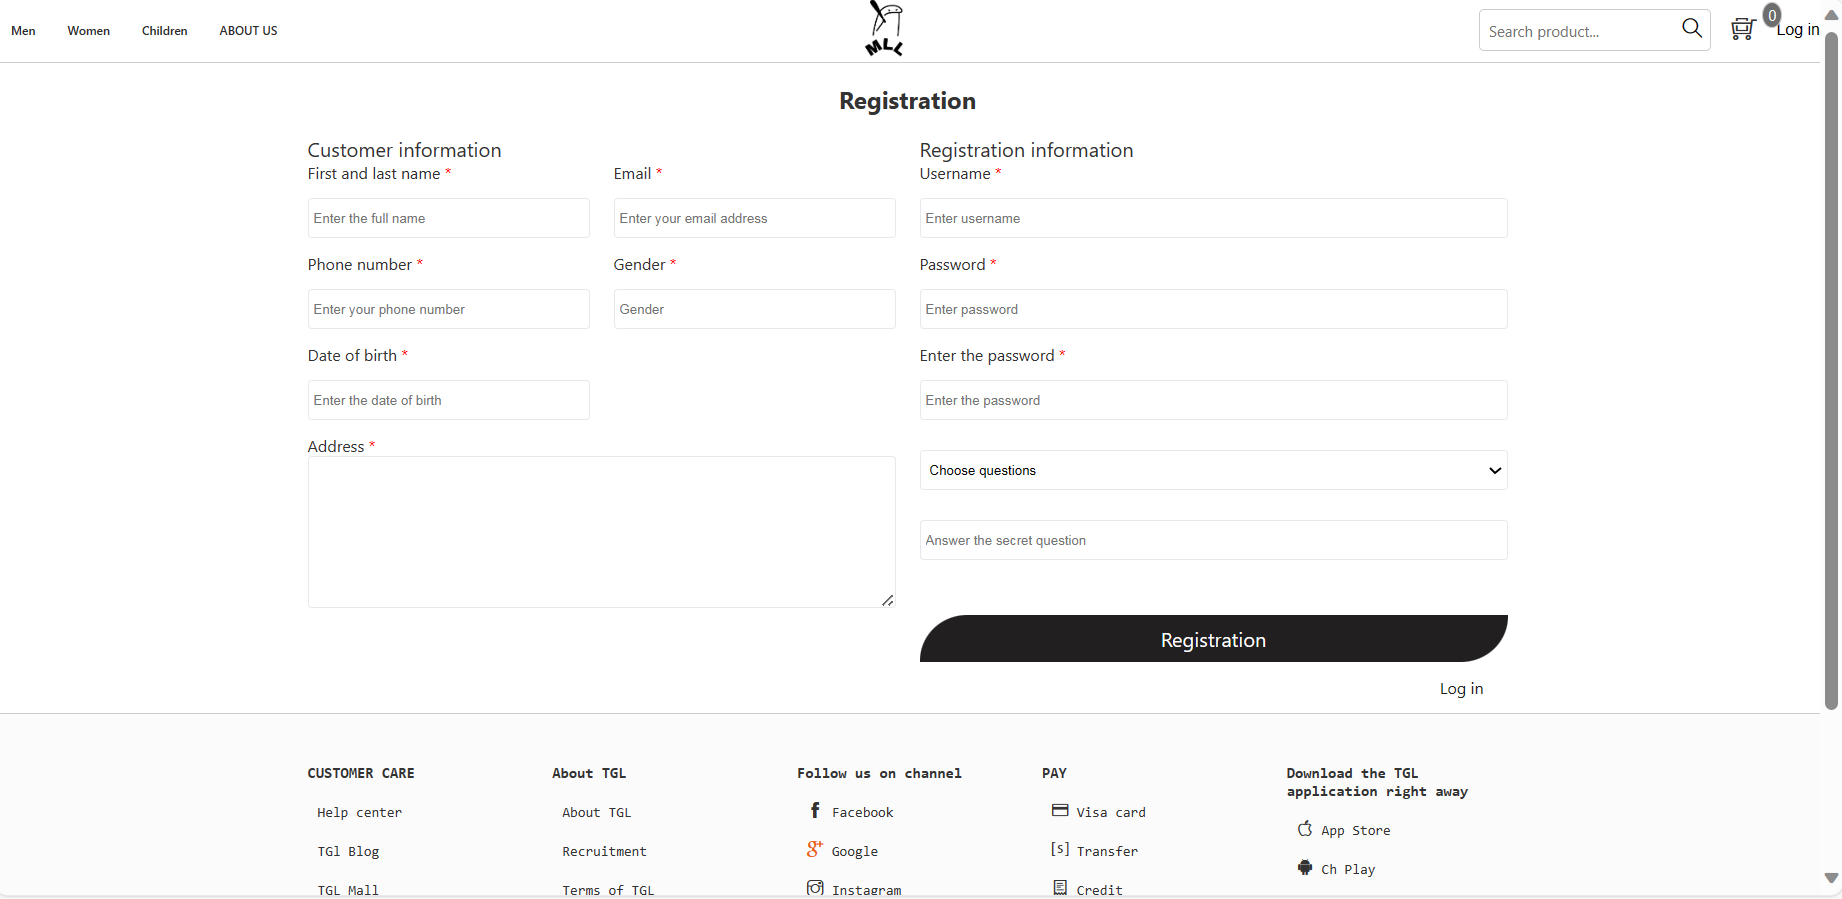 Men
Women
Children
ABOUT US
MLL
Search product...
0
Log in
Registration
Customer information
Registration information
First and last name *
Email *
Username *
Enter the full name
Enter your email address
Enter username
Phone number *
Gender *
Password *
Enter your phone number
Gender
Enter password
Date of birth *
Enter the password *
Enter the date of birth
Enter the password
Address *
Choose questions
Answer the secret question
Registration
Log in
CUSTOMER CARE
Help center
TGl Blog
TGL Mall
About TGL
About TGL
Recruitment
Terms of TGL
Follow us on channel
Facebook
Google
Instagram
PAY
Visa card
Transfer
Credit
Download the TGL
application right away
App Store
Ch Play